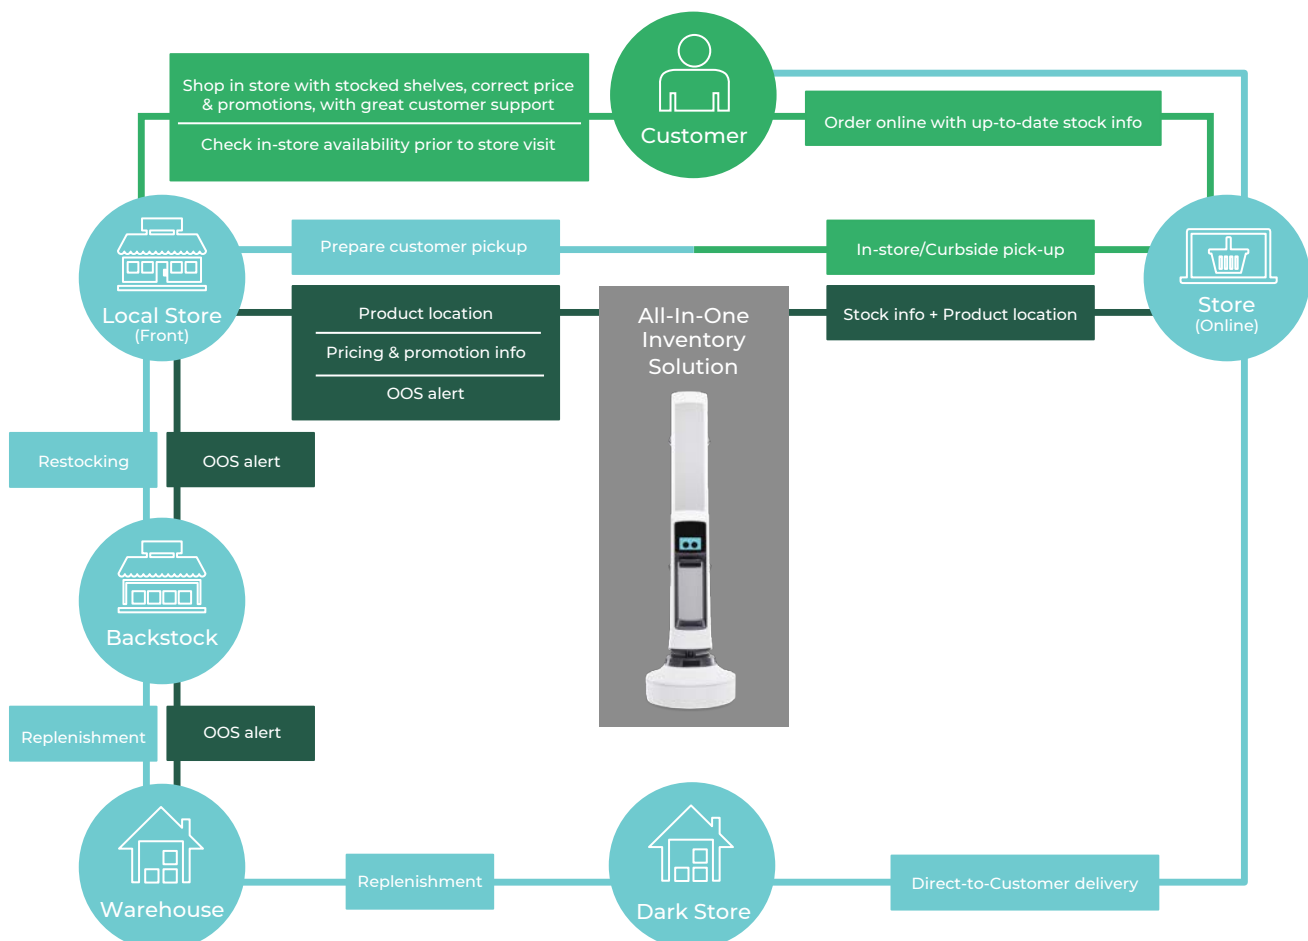 Shop in store with stocked shelves, correct price
& promotions, with great customer support
Check in-store availability prior to store visit
Customer
Order online with up-to-date stock info
Local Store
(Front)
Prepare customer pickup
In-store/Curbside pick-up
Store
(Online)
Product location
Pricing & promotion info
OOS alert
All-In-One
Inventory
Solution
Stock info + Product location
Restocking
OOS alert
Backstock
Replenishment
OOS alert
Warehouse
Replenishment
Dark Store
Direct-to-Customer delivery